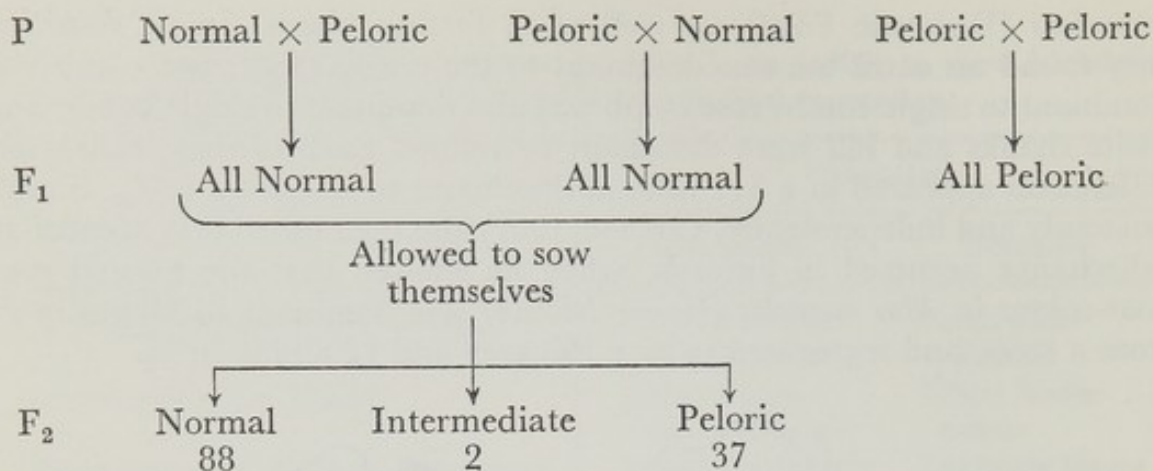 P Normal × Peloric Peloric × Normal Peloric × Peloric
F₁ All Normal All Normal All Peloric
Allowed to sow
themselves
F₂ Normal Intermediate Peloric
88 2 37